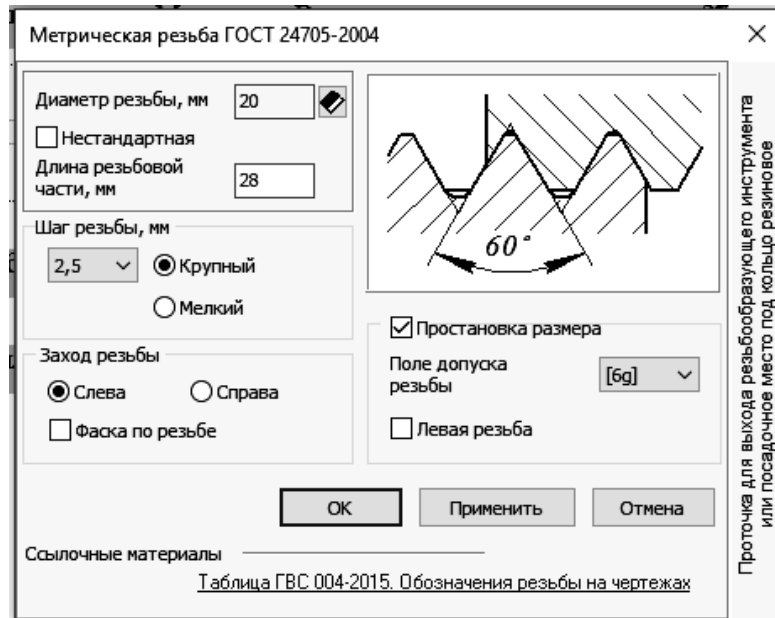 Метрическая резьба ГОСТ 24705-2004
Диаметр резьбы, мм 20
Нестандартная
Длина резьбовой
части, мм 28
Шаг резьбы, мм
2,5 Крупный
Мелкий
Заход резьбы
Слева Справа
Фаска по резьбе
60°
Простановка размера
Поле допуска
резьбы [6g]
Левая резьба
ОК Применить Отмена
Ссылочные материалы
Таблица ГВС 004-2015. Обозначения резьбы на чертежах
Проточка для выхода резьбообразующего инструмента
или посадочное место под кольцо резиновое